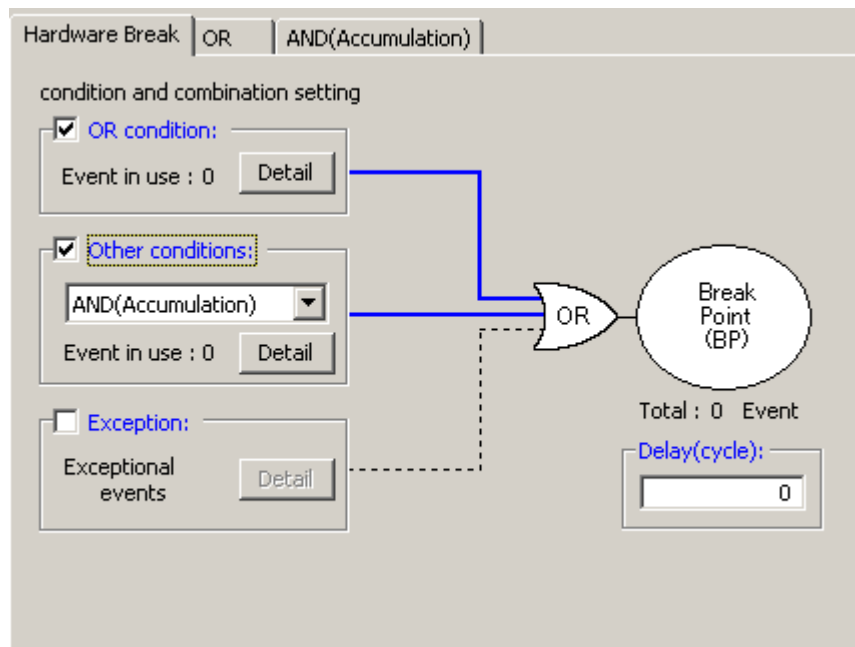 Hardware Break OR AND(Accumulation)
condition and combination setting
OR condition:
Event in use : 0 Detail
Other conditions:
AND(Accumulation)
Event in use : 0 Detail
Exception:
Exceptional
events
Detail
OR
Break
Point
(BP)
Total : 0 Event
Delay(cycle):
0